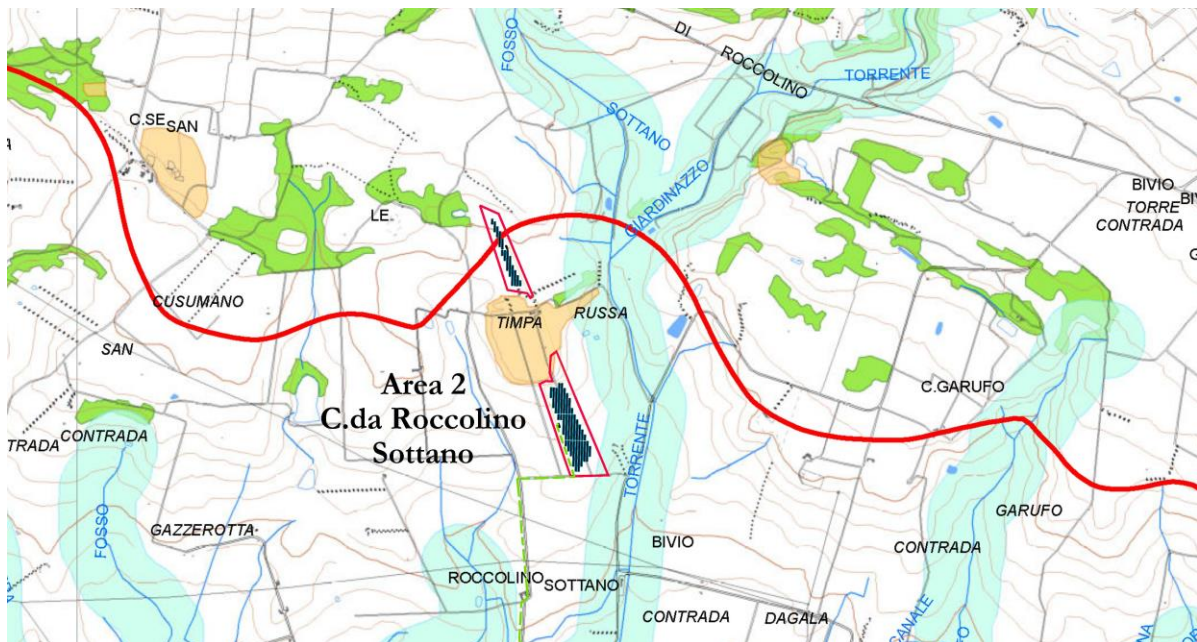 DI ROCCOLINO
FOSSO
SOTTANO
TORRENTE
C.SE SAN
GIARDINAZZO
BIVIO
TORRE
CONTRADA
LE
CUSUMANO
TIMPA RUSSA
SAN
Area 2
C.da Roccolino
Sottano
C.GARUFO
TRADA
CONTRADA
TORRENTE
FOSSO
GAZZEROTTA
GARUFO
BIVIO
CONTRADA
ROCCOLINO SOTTANO
CONTRADA DAGALA
CANALE